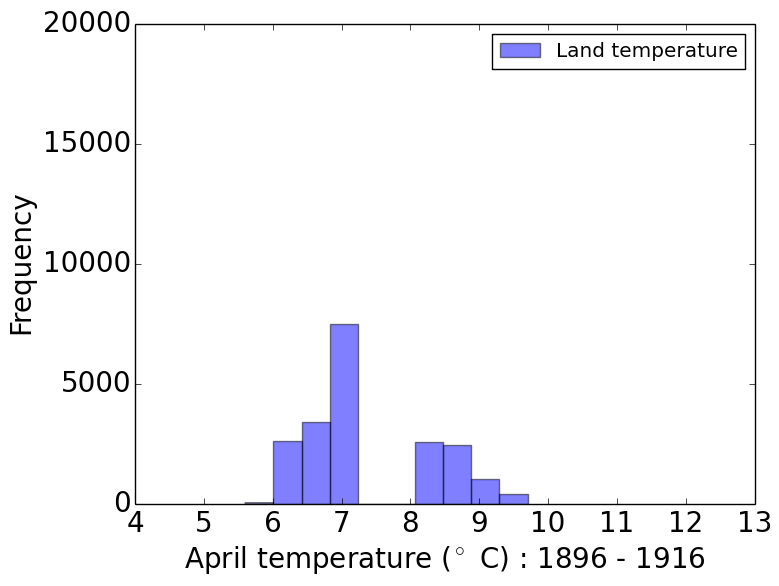 20000
Land temperature
15000
Frequency
10000
5000
0
4 5 6 7 8 9 10 11 12 13
April temperature (° C) : 1896 - 1916